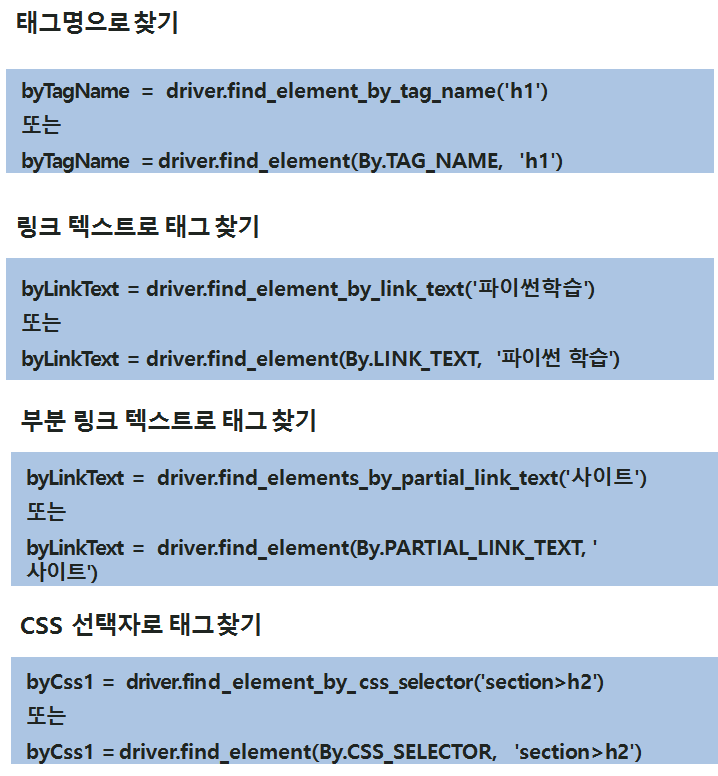 태그명으로 찾기
byTagName = driver.find_element_by_tag_name('h1')
또는
byTagName = driver.find_element(By.TAG_NAME, 'h1')
링크 텍스트로 태그 찾기
byLinkText = driver.find_element_by_link_text('파이썬학습')
또는
byLinkText = driver.find_element(By.LINK_TEXT, '파이썬 학습')
부분 링크 텍스트로 태그 찾기
byLinkText = driver.find_elements_by_partial_link_text('사이트')
또는
byLinkText = driver.find_element(By.PARTIAL_LINK_TEXT, '
사이트')
CSS 선택자로 태그 찾기
byCss1 = driver.find_element_by_css_selector('section>h2')
또는
byCss1 = driver.find_element(By.CSS_SELECTOR, 'section>h2')